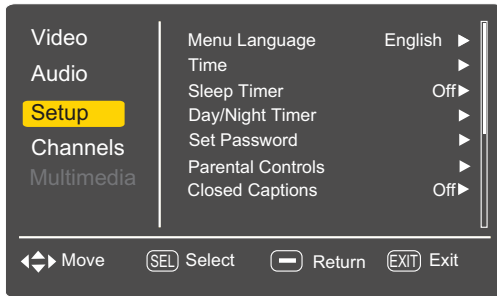 Video
Audio
Setup
Channels
Multimedia
Menu Language English
Time
Sleep Timer Off
Day/Night Timer
Set Password
Parental Controls
Closed Captions Off
Move SEL Select Return EXIT Exit